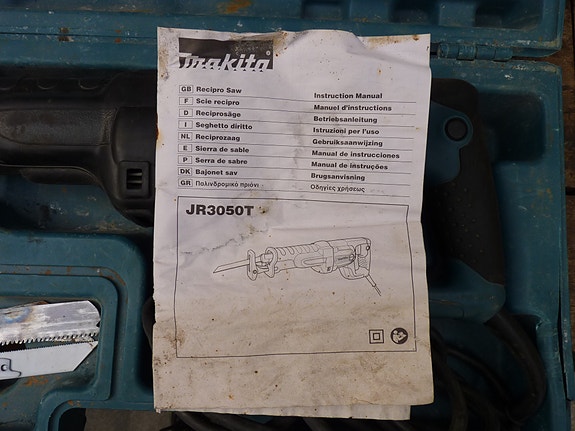 makita®
GB Recipro Saw Instruction Manual
F Scie recipro Manuel d'instructions
D Reciprosäge Betriebsanleitung
I Seghetto diritto Istruzioni per l'uso
NL Reciprozaag Gebruiksaanwijzing
E Sierra de sable Manual de instrucciones
P Serra de sabre Manual de instruções
DK Bajonet sav Brugsanvisning
GR Παλινδρομικό πριόνι Οδηγίες χρήσεως
JR3050T